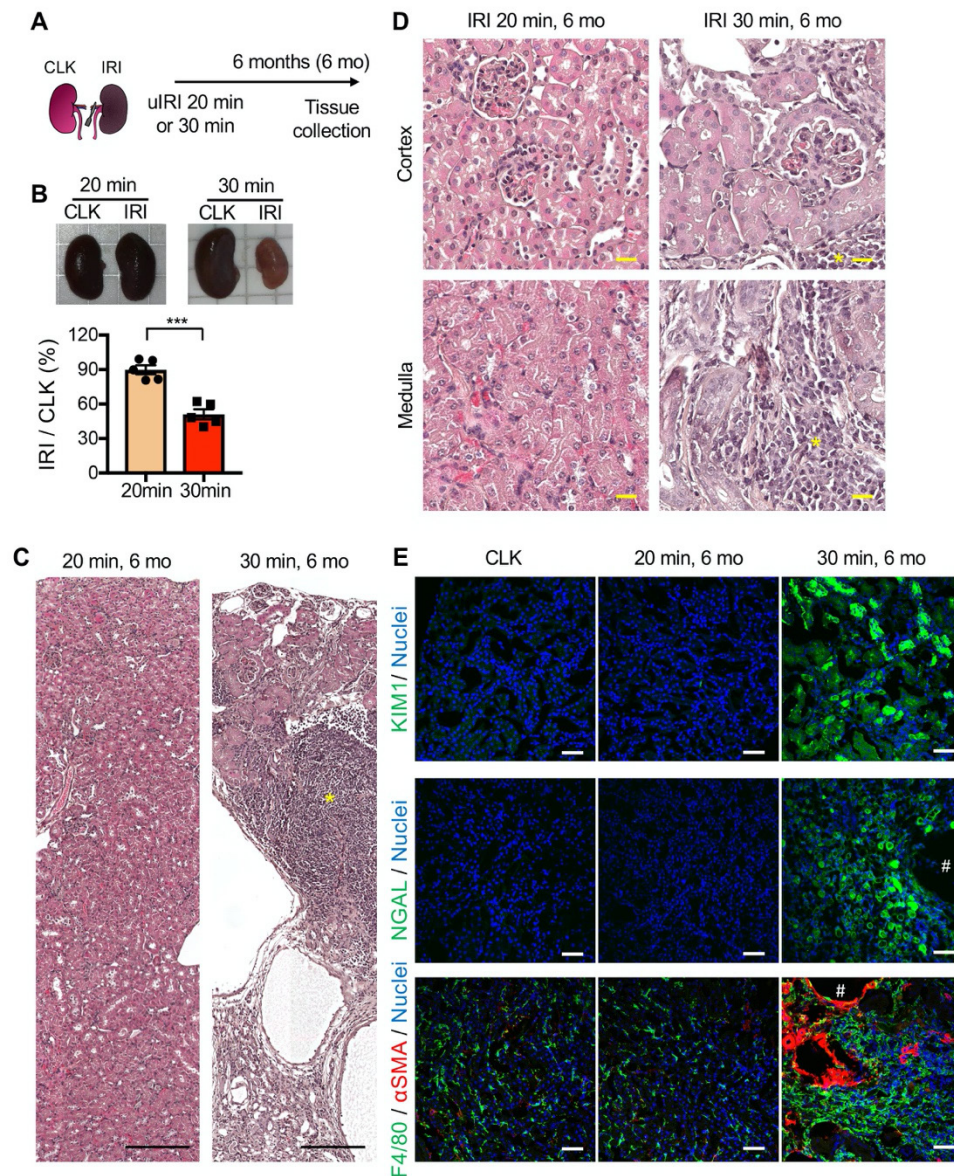 A
CLK IRI
6 months (6 mo)
uIRI 20 min
or 30 min
Tissue
collection
B
20 min 30 min
CLK IRI CLK IRI
***
IRI / CLK (%)
120
90
60
30
0
20min 30min
C
20 min, 6 mo 30 min, 6 mo
*
D
IRI 20 min, 6 mo IRI 30 min, 6 mo
Cortex
*
Medulla
*
E
CLK 20 min, 6 mo 30 min, 6 mo
KIM1 / Nuclei
NGAL / Nuclei
#
F4/80 / αSMA / Nuclei
#